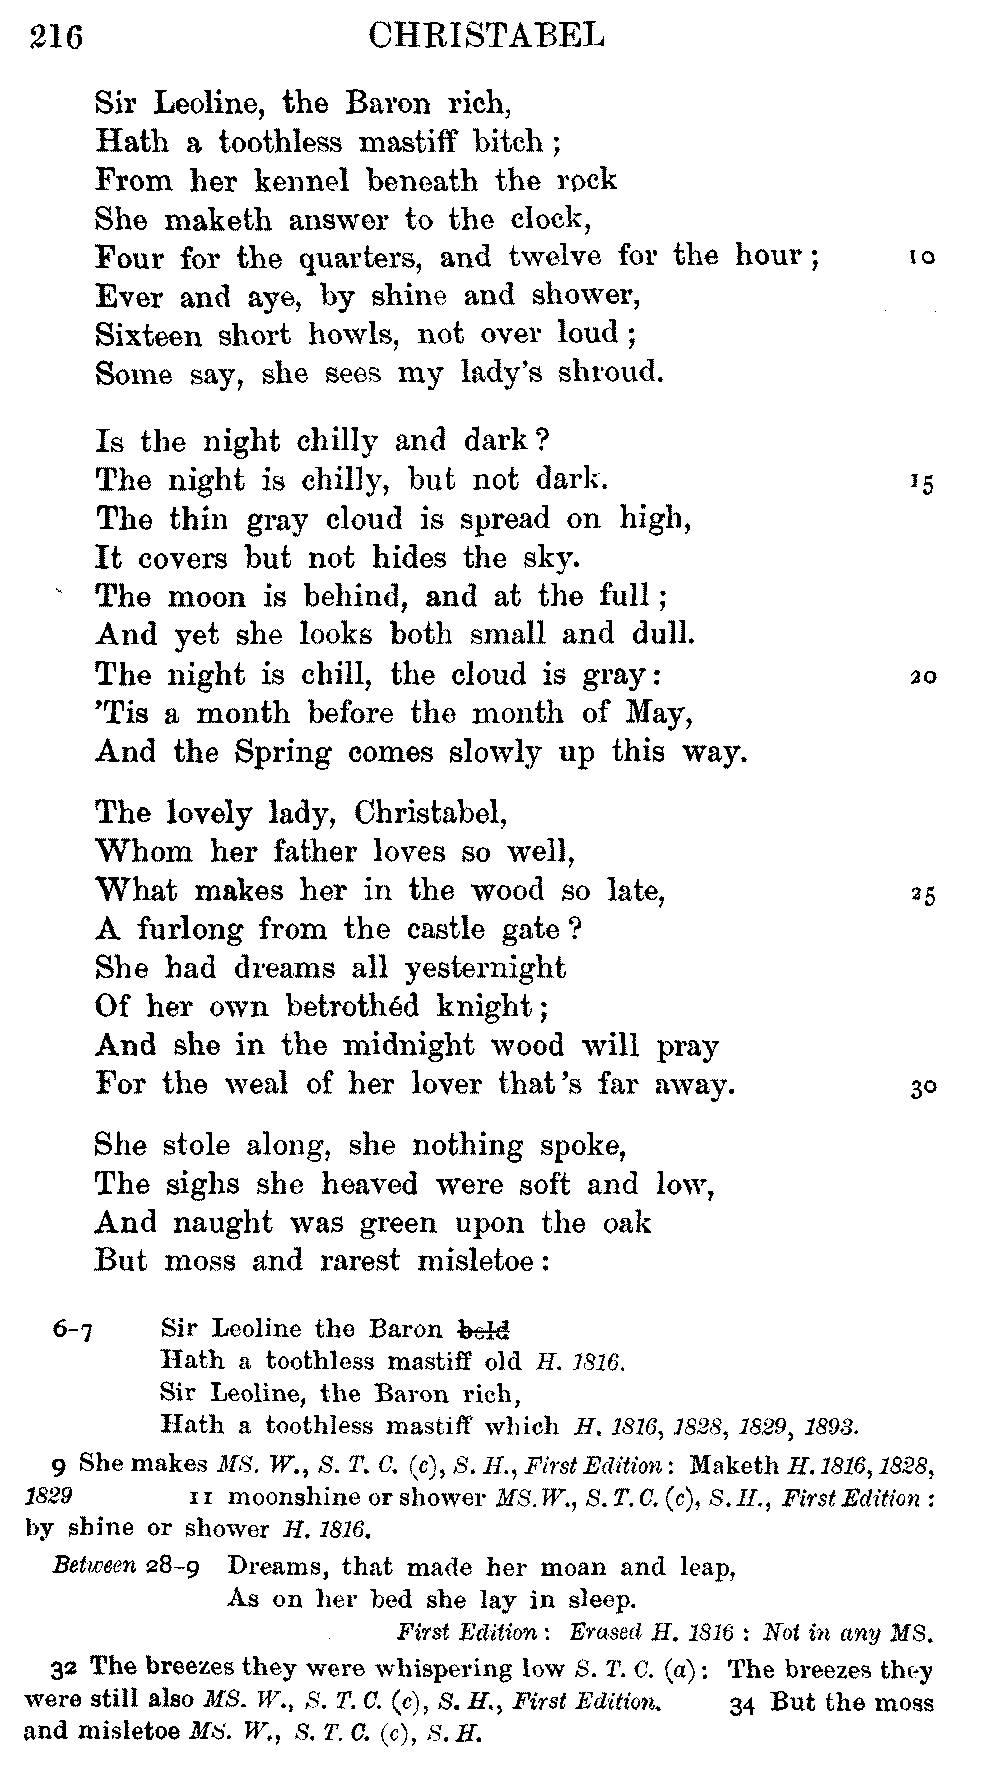 216 CHRISTABEL
Sir Leoline, the Baron rich,
Hath a toothless mastiff bitch ;
From her kennel beneath the rock
She maketh answer to the clock,
Four for the quarters, and twelve for the hour ; 10
Ever and aye, by shine and shower,
Sixteen short howls, not over loud ;
Some say, she sees my lady's shroud.
Is the night chilly and dark ?
The night is chilly, but not dark. 15
The thin gray cloud is spread on high,
It covers but not hides the sky.
The moon is behind, and at the full ;
And yet she looks both small and dull.
The night is chill, the cloud is gray : 20
'Tis a month before the month of May,
And the Spring comes slowly up this way.
The lovely lady, Christabel,
Whom her father loves so well,
What makes her in the wood so late, 25
A furlong from the castle gate ?
She had dreams all yesternight
Of her own betrothéd knight ;
And she in the midnight wood will pray
For the weal of her lover that 's far away. 30
She stole along, she nothing spoke,
The sighs she heaved were soft and low,
And naught was green upon the oak
But moss and rarest misletoe :
6-7 Sir Leoline the Baron bold
Hath a toothless mastiff old H. 1816.
Sir Leoline, the Baron rich,
Hath a toothless mastiff which H. 1816, 1828, 1829, 1893.
9 She makes MS. W., S. T. C. (c), S. H., First Edition : Maketh H. 1816, 1828,
1829 11 moonshine or shower MS. W., S. T. C. (c), S. H., First Edition :
by shine or shower H. 1816.
Between 28-9 Dreams, that made her moan and leap,
As on her bed she lay in sleep.
First Edition : Erased H. 1816 : Not in any MS.
32 The breezes they were whispering low S. T. C. (a) : The breezes they
were still also MS. W., S. T. C. (c), S. H., First Edition. 34 But the moss
and misletoe MS. W., S. T. C. (c), S. H.